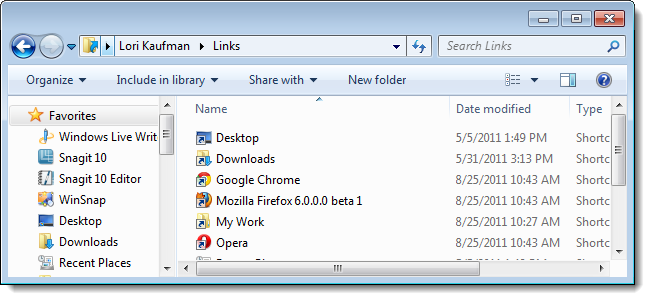 Lori Kaufman Links Search Links
Organize Include in library Share with New folder
Favorites
Windows Live Writ
Snagit 10
Snagit 10 Editor
WinSnap
Desktop
Downloads
Recent Places
Name Date modified Type
Desktop 5/5/2011 1:49 PM Shortc
Downloads 5/31/2011 3:13 PM Shortc
Google Chrome 8/25/2011 10:43 AM Shortc
Mozilla Firefox 6.0.0.0 beta 1 8/25/2011 10:43 AM Shortc
My Work 8/25/2011 10:27 AM Shortc
Opera 8/25/2011 10:43 AM Shortc